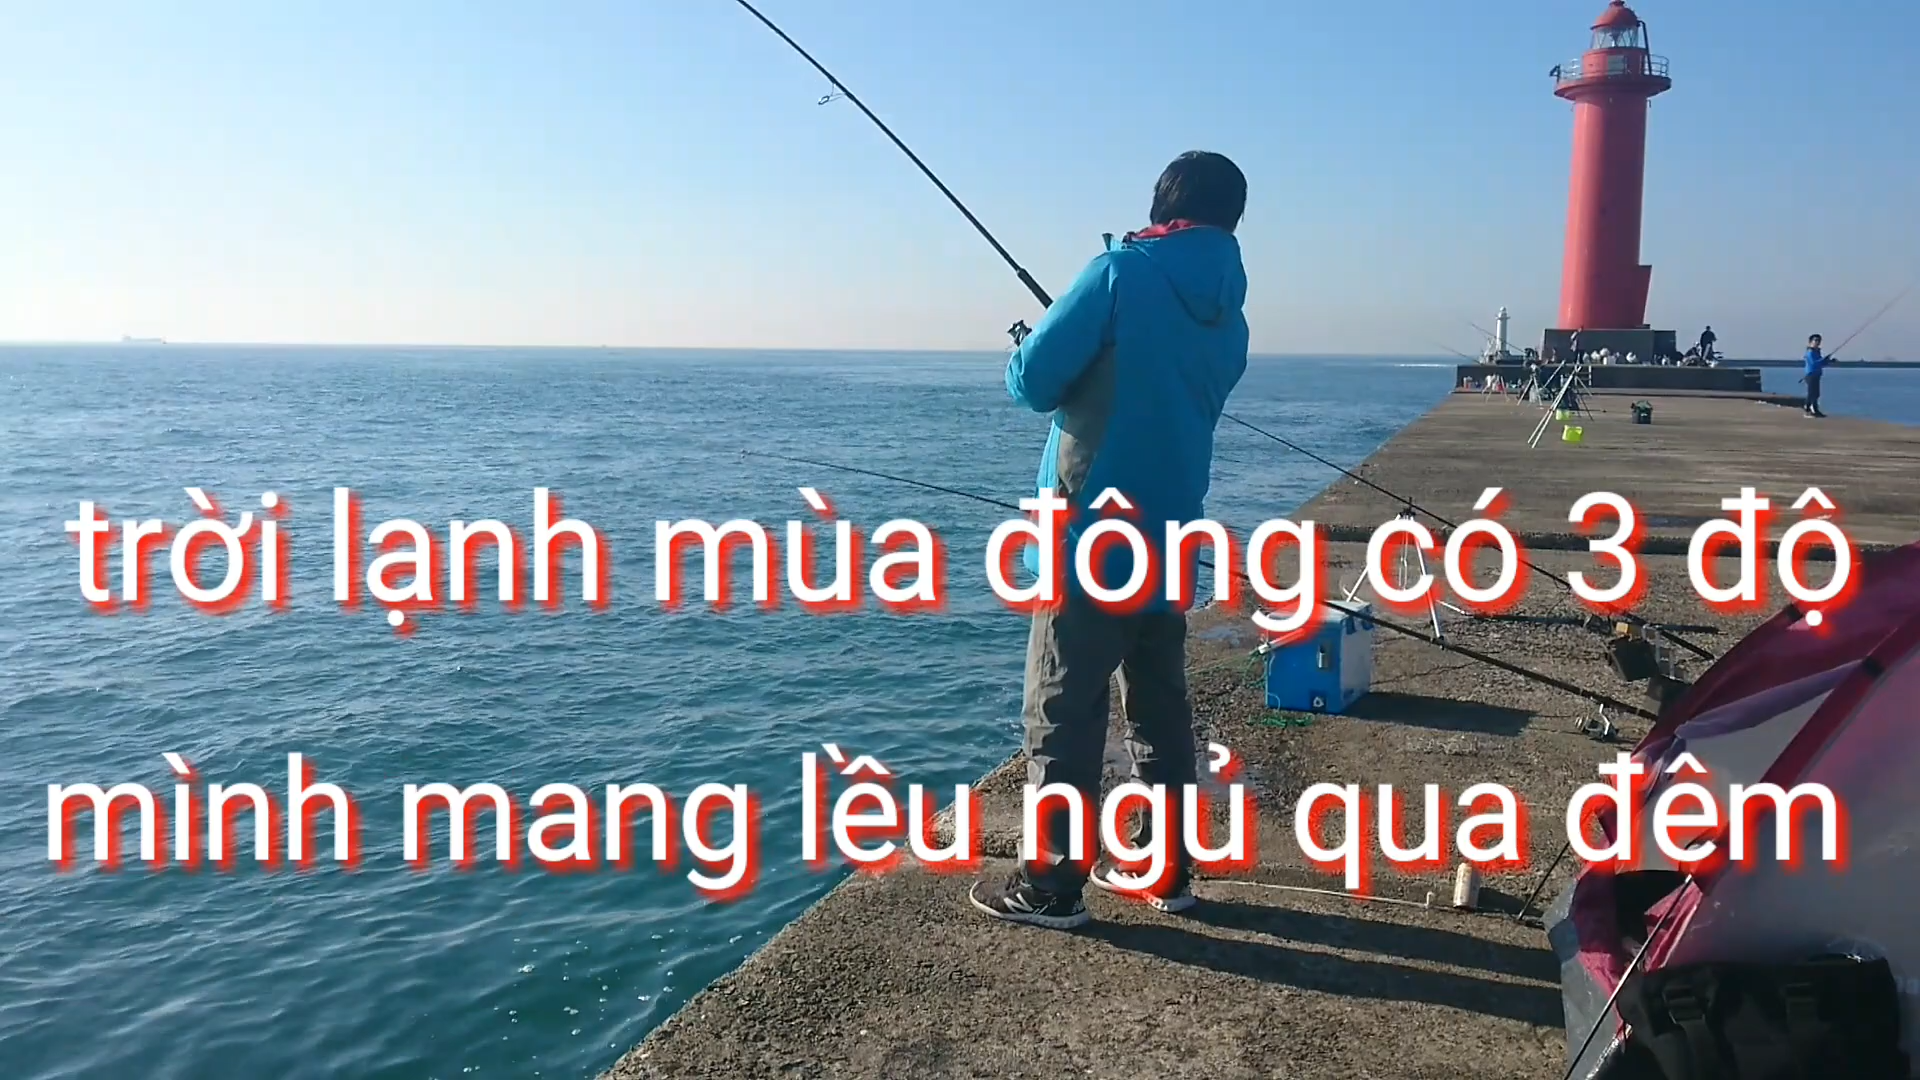 trời lạnh mùa đông có 3 độ
mình mang lều ngủ qua đêm